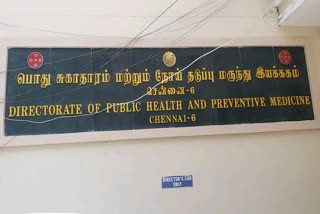 பொது சுகாதாரம் மற்றும் நோய் தடுப்பு மருந்து இயக்ககம்
சென்னை-6
DIRECTORATE OF PUBLIC HEALTH AND PREVENTIVE MEDICINE
CHENNAI-6
DIRECTOR'S CAR
ONLY